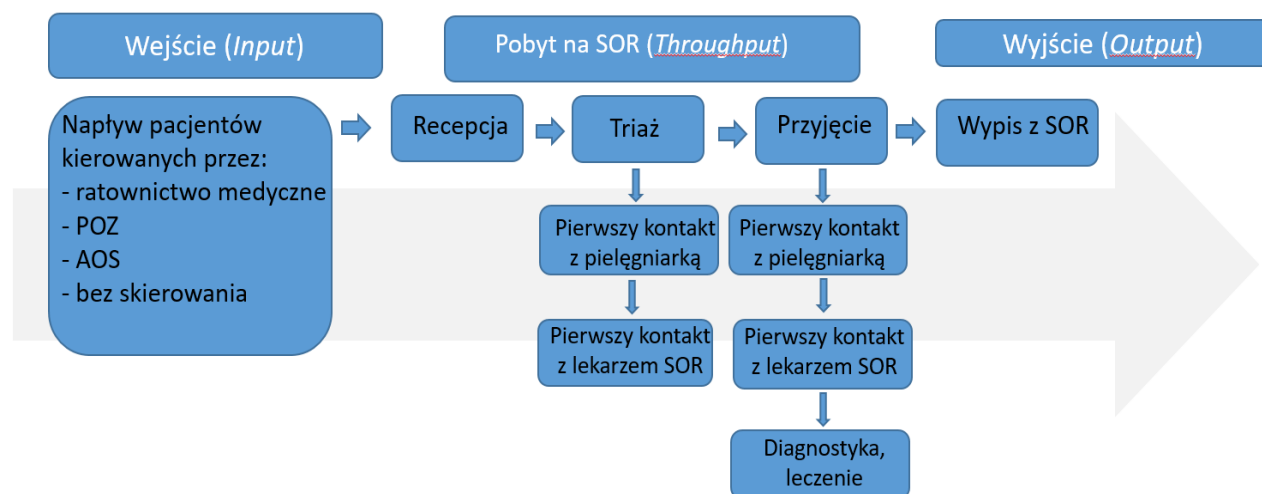 Wejście (Input)
Pobyt na SOR (Throughput)
Wyjście (Output)
Napływ pacjentów
kierowanych przez:
- ratownictwo medyczne
- POZ
- AOS
- bez skierowania
Recepcja
Triaż
Przyjęcie
Wypis z SOR
Pierwszy kontakt
z pielęgniarką
Pierwszy kontakt
z lekarzem SOR
Pierwszy kontakt
z pielęgniarką
Pierwszy kontakt
z lekarzem SOR
Diagnostyka,
leczenie